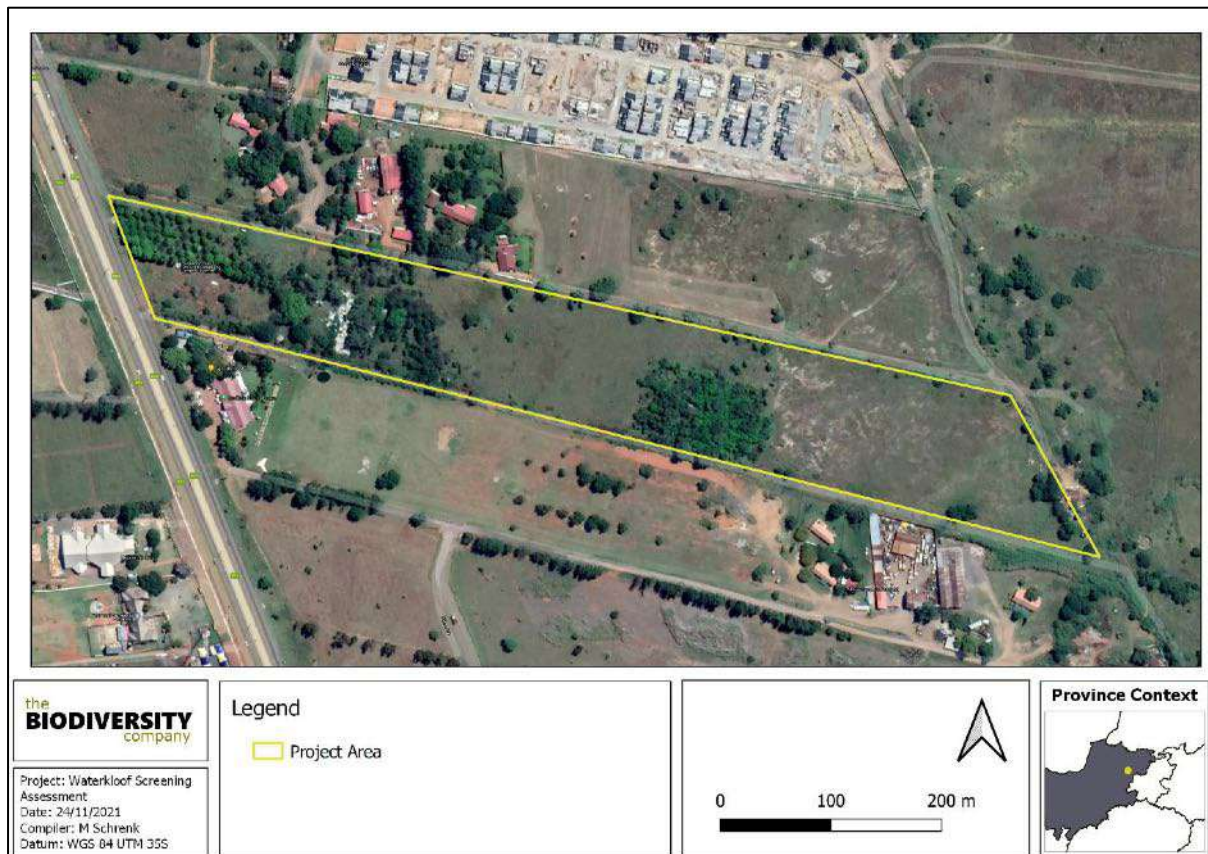 the
BIODIVERSITY
company
Project: Waterkloof Screening
Assessment
Date: 24/11/2021
Compiler: M Schrenk
Datum: WGS 84 UTM 35S
Legend
Project Area
0 100 200 m
Province Context